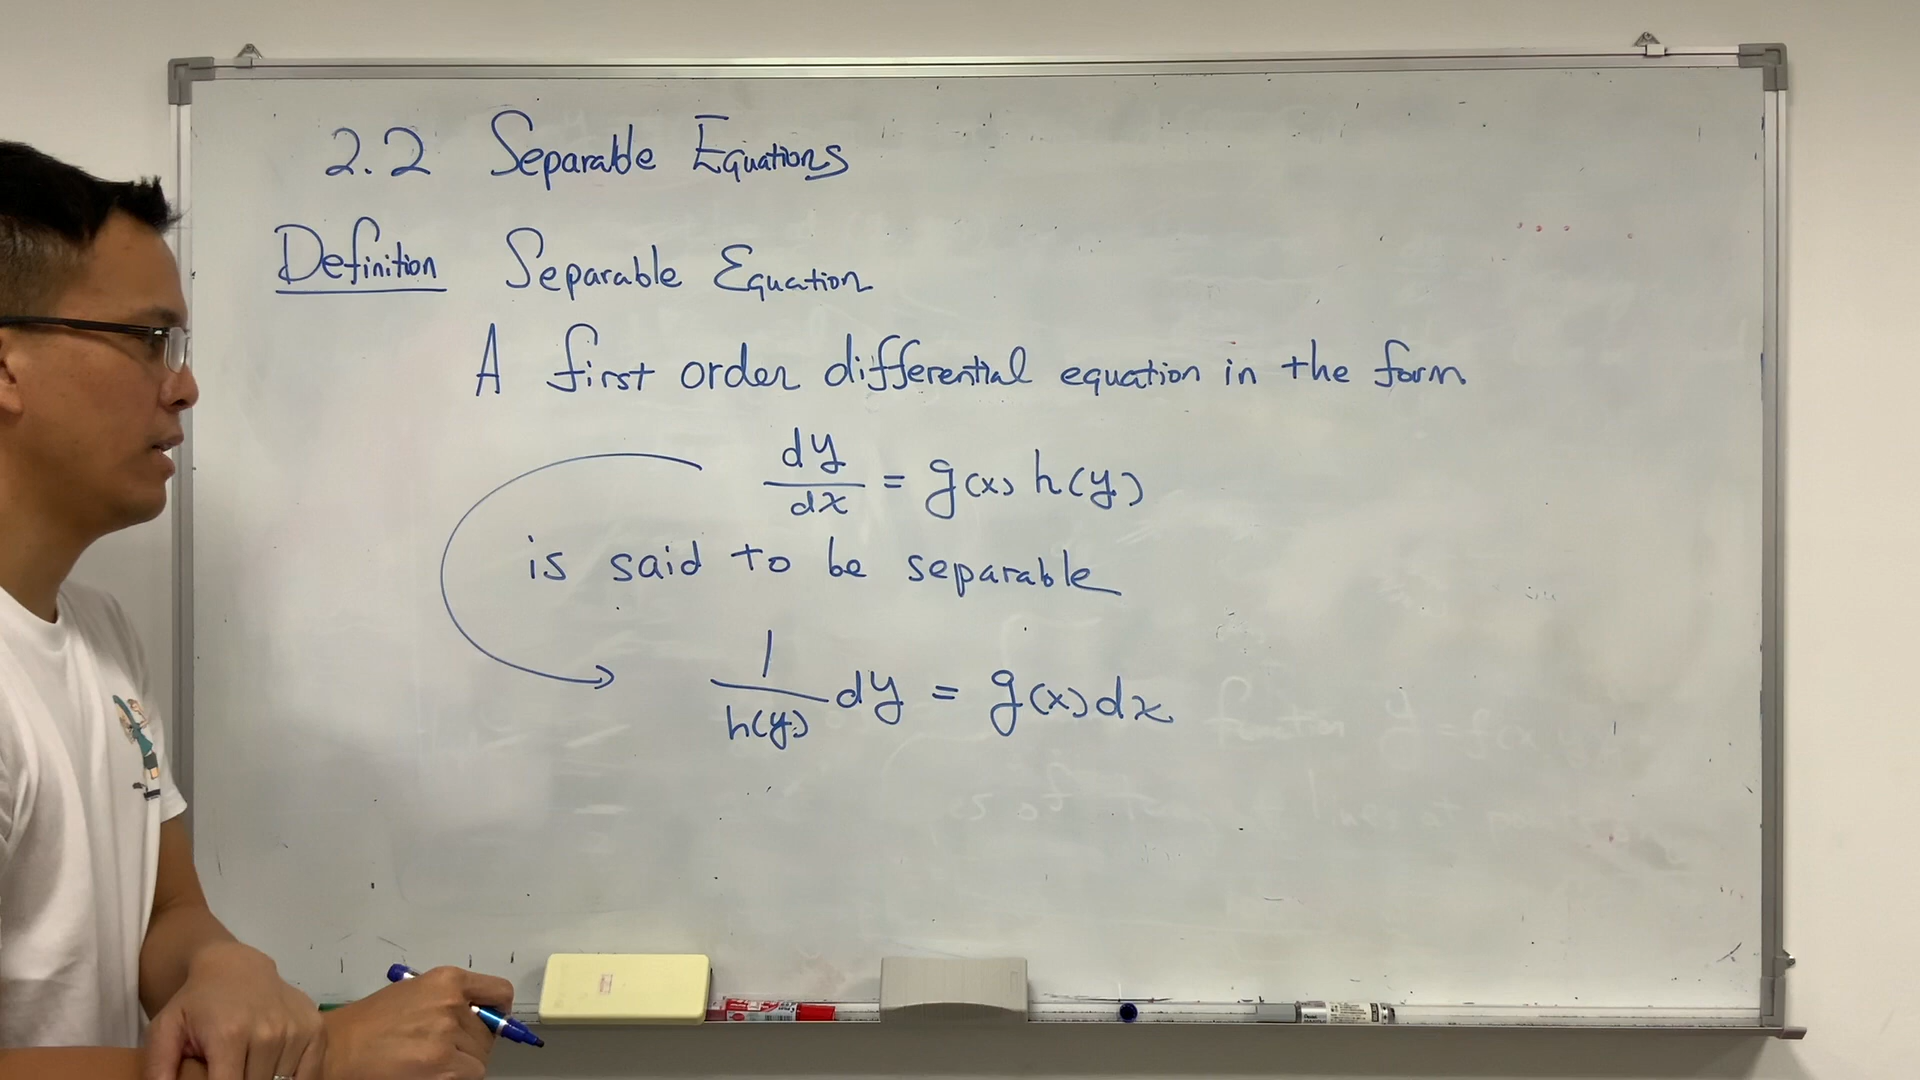 2.2 Separable Equations
Definition Separable Equation
A first order differential equation in the form
dy/dx = g(x) h(y)
is said to be separable
1/h(y) dy = g(x) dx